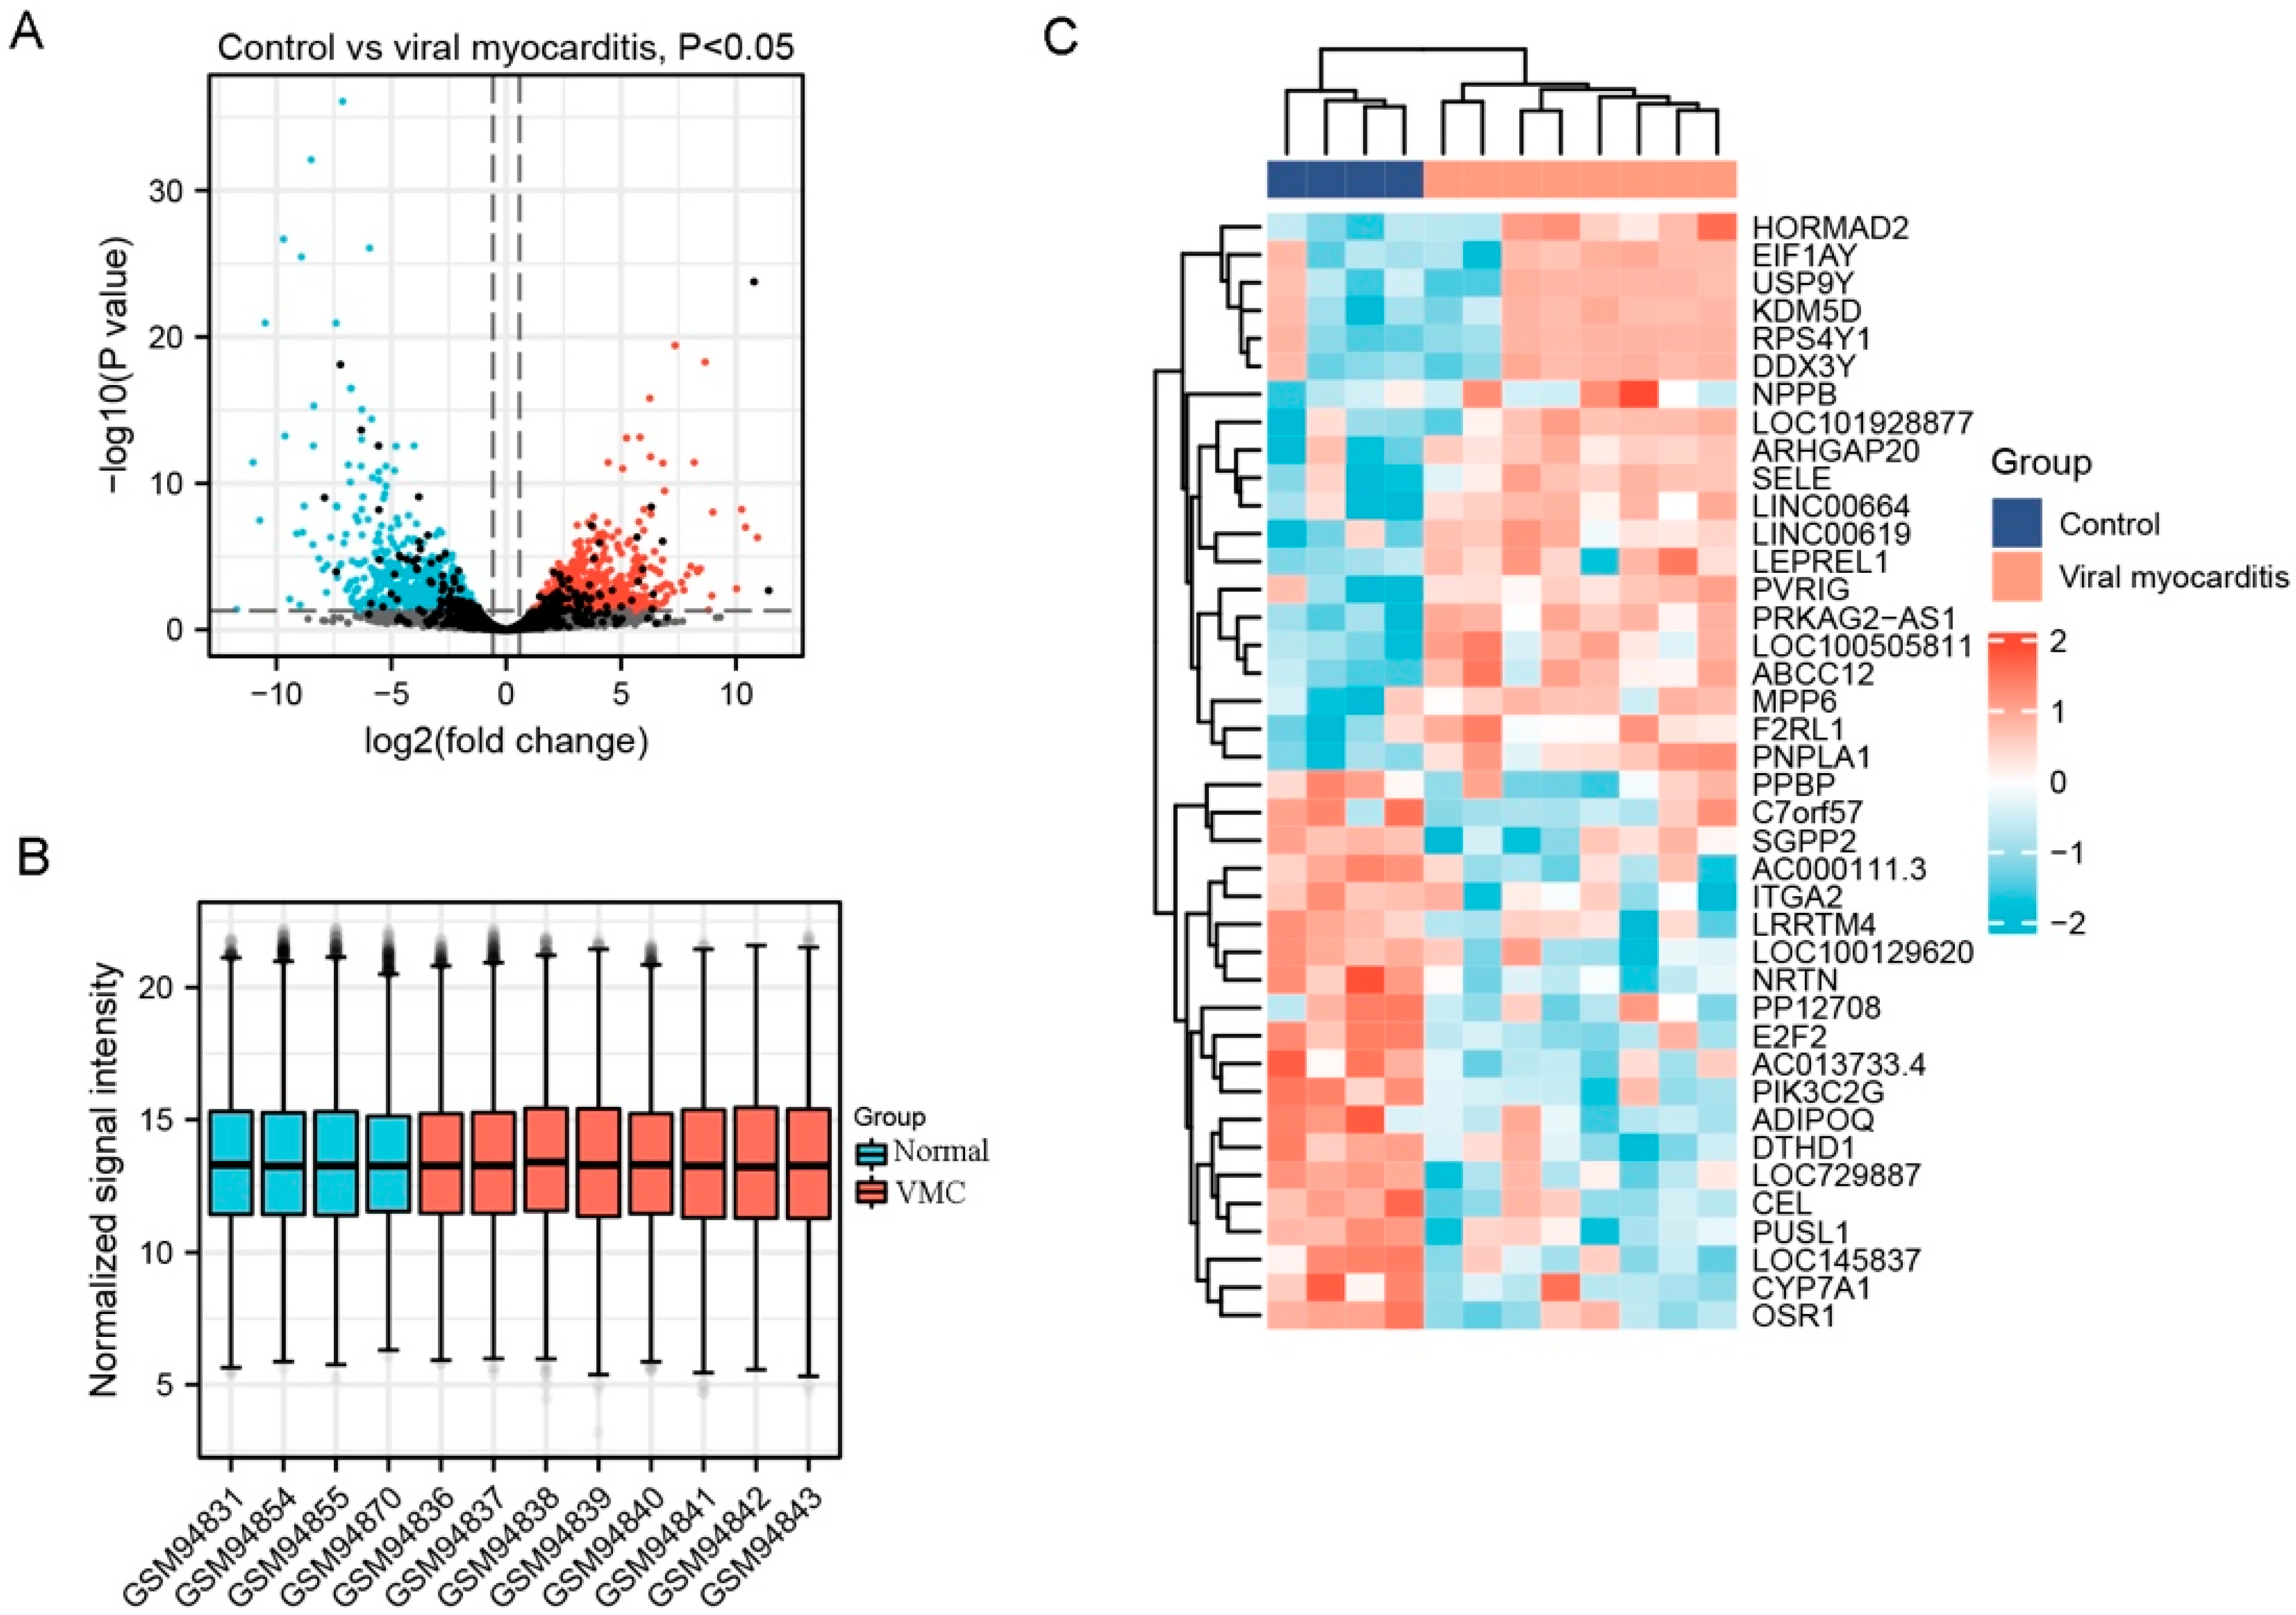 A
Control vs viral myocarditis, P<0.05
−log10(P value)
30
20
10
0
−10 −5 0 5 10
log2(fold change)
B
Normalized signal intensity
20
15
10
5
GSM94831
GSM94854
GSM94855
GSM94870
GSM94836
GSM94837
GSM94838
GSM94839
GSM94840
GSM94841
GSM94842
GSM94843
Group
Normal
VMC
C
HORMAD2
EIF1AY
USP9Y
KDM5D
RPS4Y1
DDX3Y
NPPB
LOC101928877
ARHGAP20
SELE
LINC00664
LINC00619
LEPREL1
PVRIG
PRKAG2−AS1
LOC100505811
ABCC12
MPP6
F2RL1
PNPLA1
PPBP
C7orf57
SGPP2
AC000111.3
ITGA2
LRRTM4
LOC100129620
NRTN
PP12708
E2F2
AC013733.4
PIK3C2G
ADIPOQ
DTHD1
LOC729887
CEL
PUSL1
LOC145837
CYP7A1
OSR1
Group
Control
Viral myocarditis
2
1
0
−1
−2